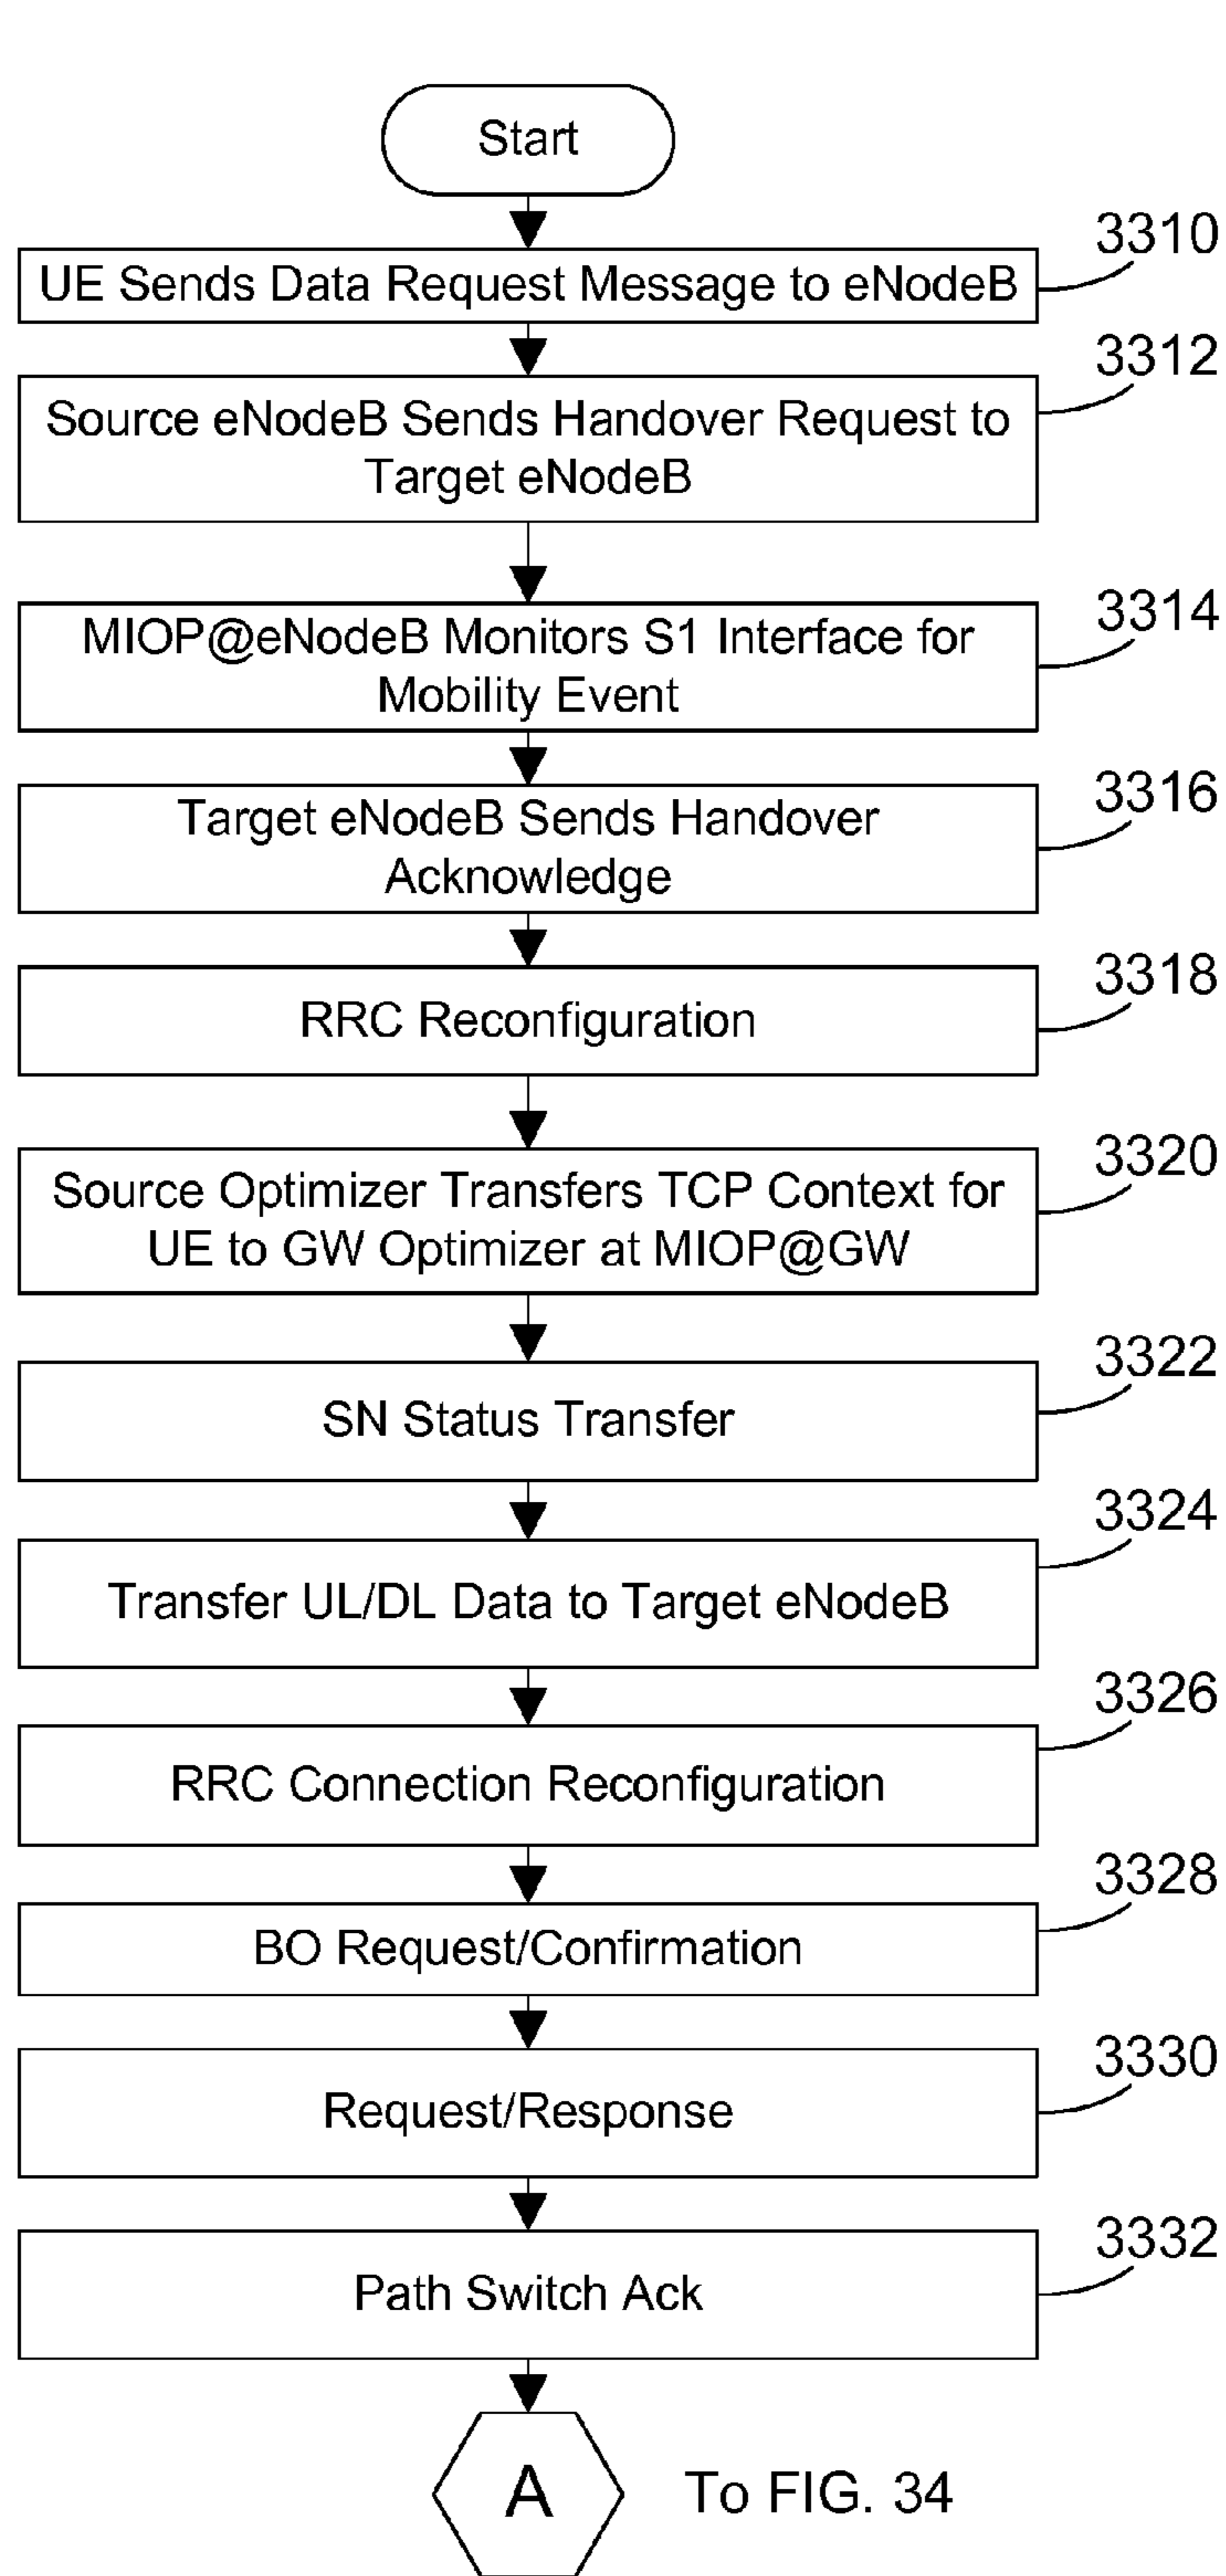 Start
3310
UE Sends Data Request Message to eNodeB
3312
Source eNodeB Sends Handover Request to
Target eNodeB
3314
MIOP@eNodeB Monitors S1 Interface for
Mobility Event
3316
Target eNodeB Sends Handover
Acknowledge
3318
RRC Reconfiguration
3320
Source Optimizer Transfers TCP Context for
UE to GW Optimizer at MIOP@GW
3322
SN Status Transfer
3324
Transfer UL/DL Data to Target eNodeB
3326
RRC Connection Reconfiguration
3328
BO Request/Confirmation
3330
Request/Response
3332
Path Switch Ack
A
To FIG. 34